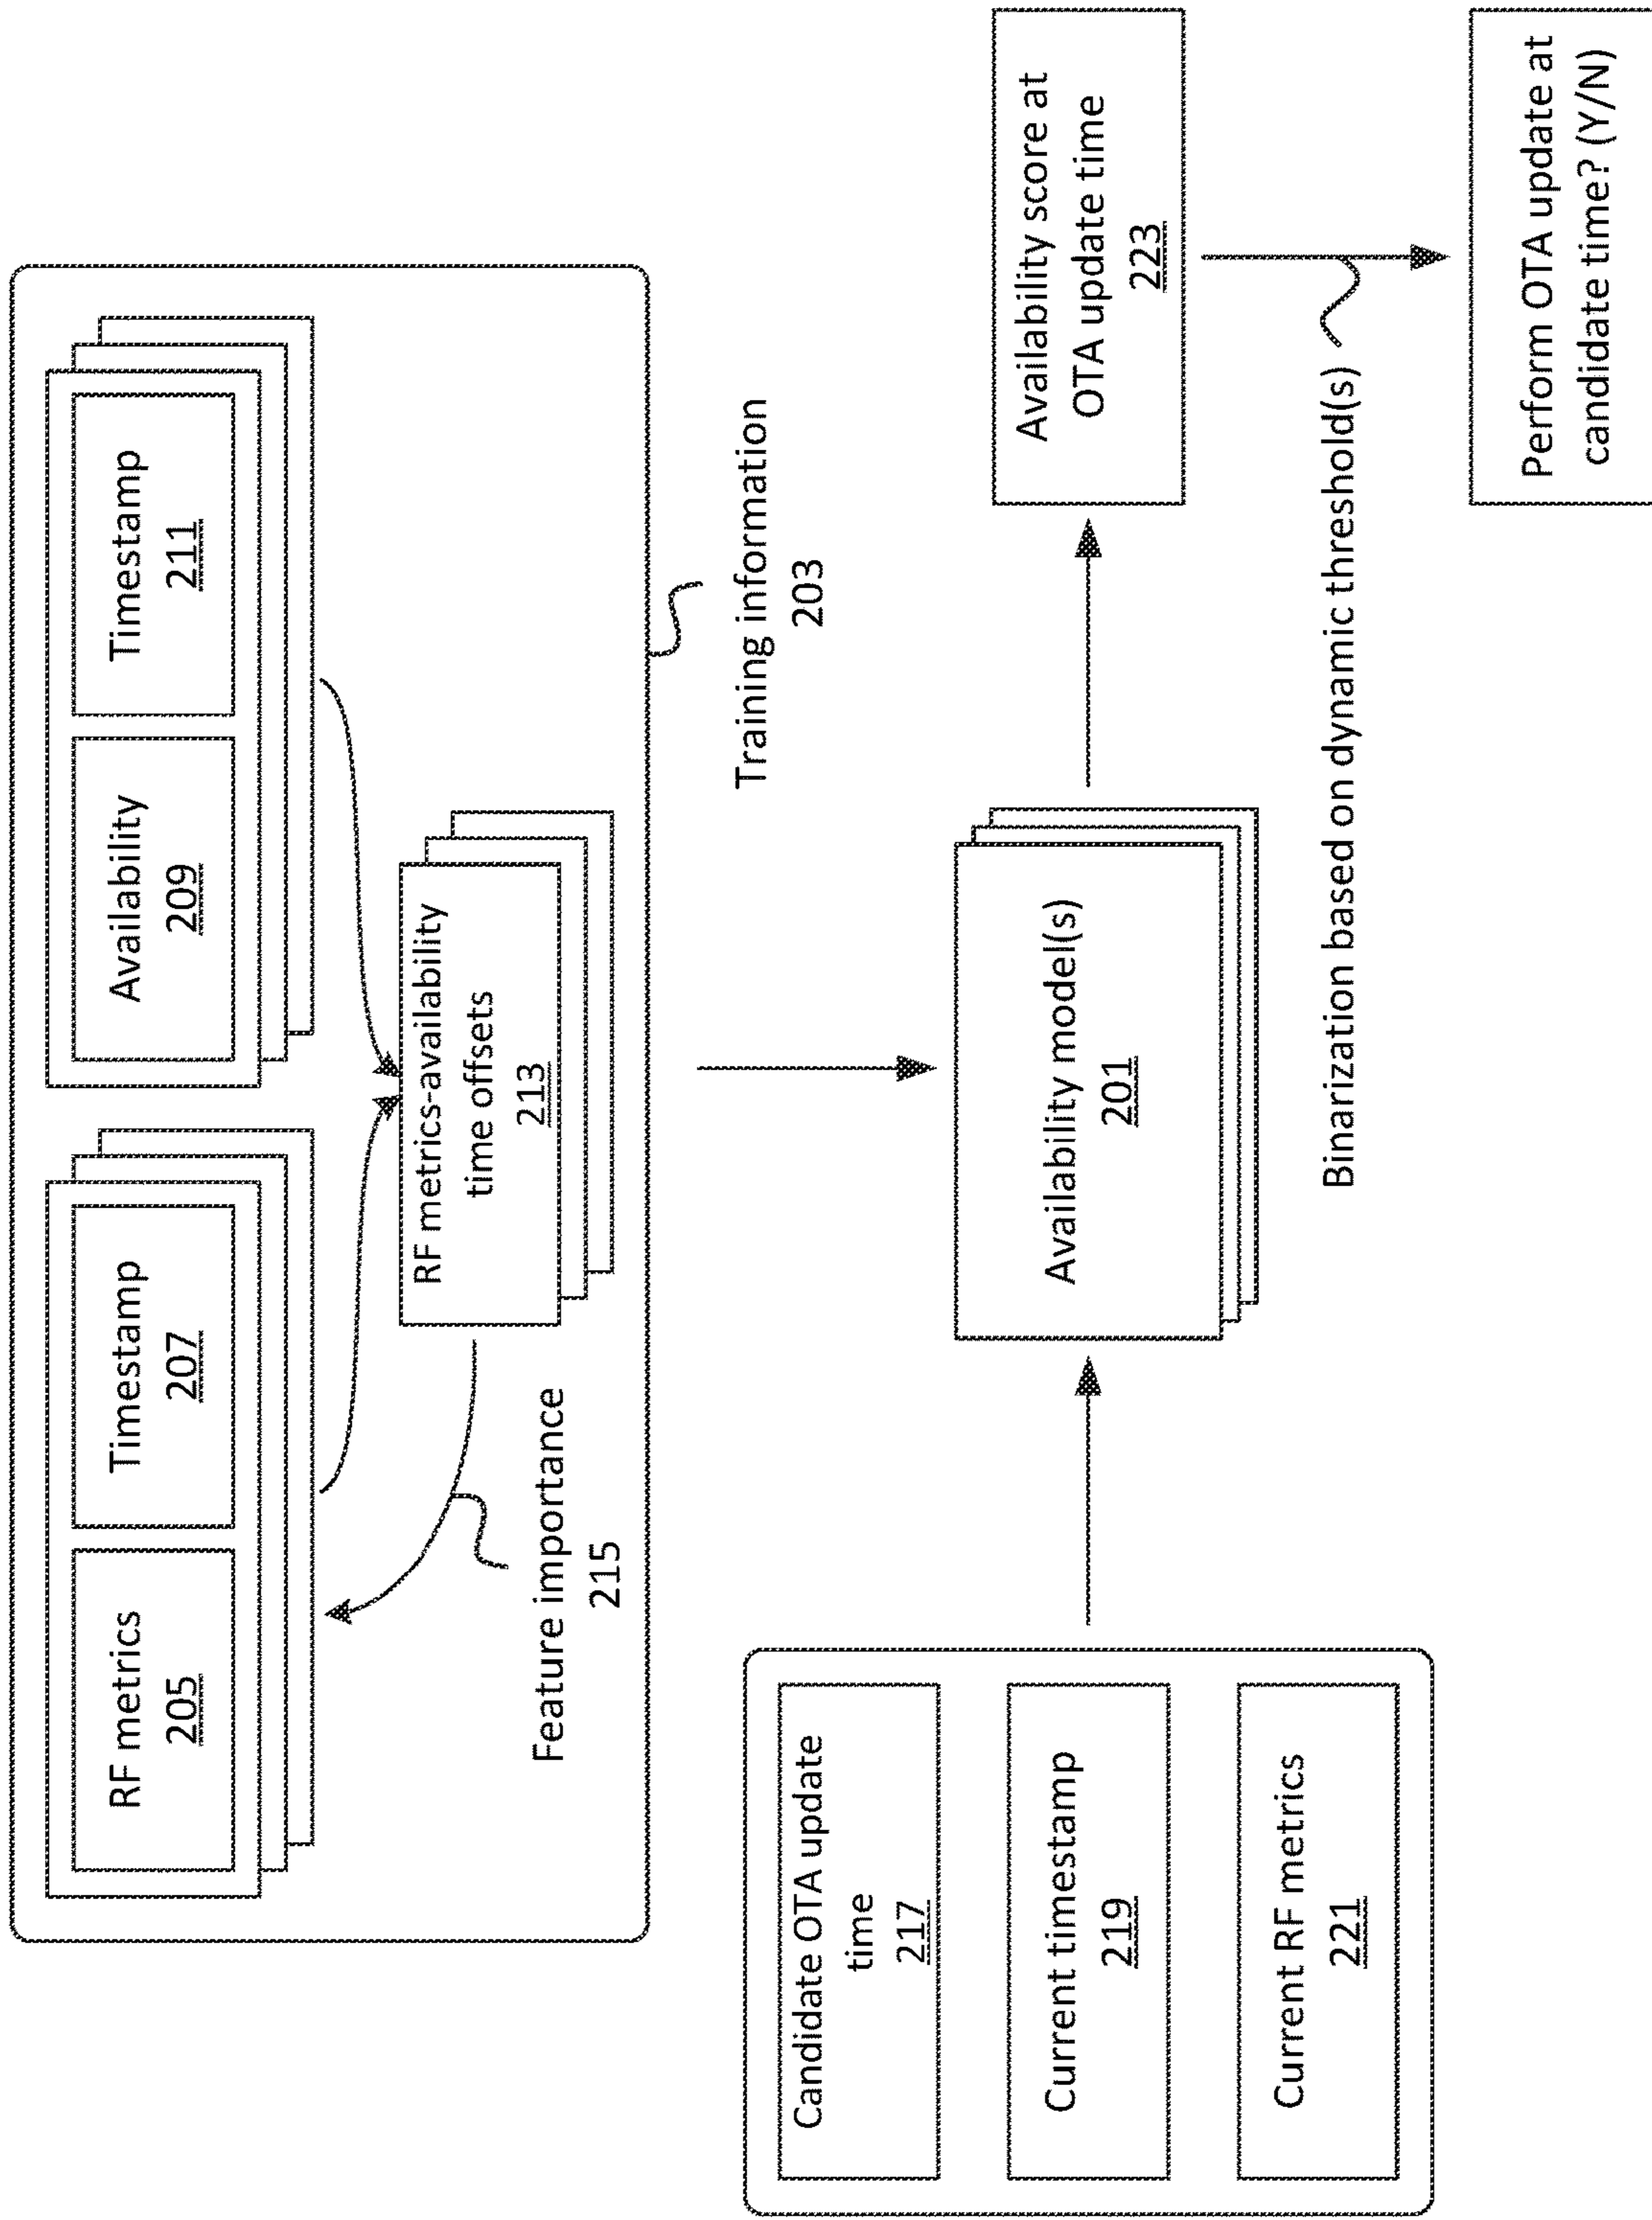 RF metrics
205
Timestamp
207
Availability
209
Timestamp
211
RF metrics-availability
time offsets
213
Feature importance
215
Training information
203
Candidate OTA update
time
217
Current timestamp
219
Current RF metrics
221
Availability model(s)
201
Availability score at
OTA update time
223
Binarization based on dynamic threshold(s)
Perform OTA update at
candidate time? (Y/N)